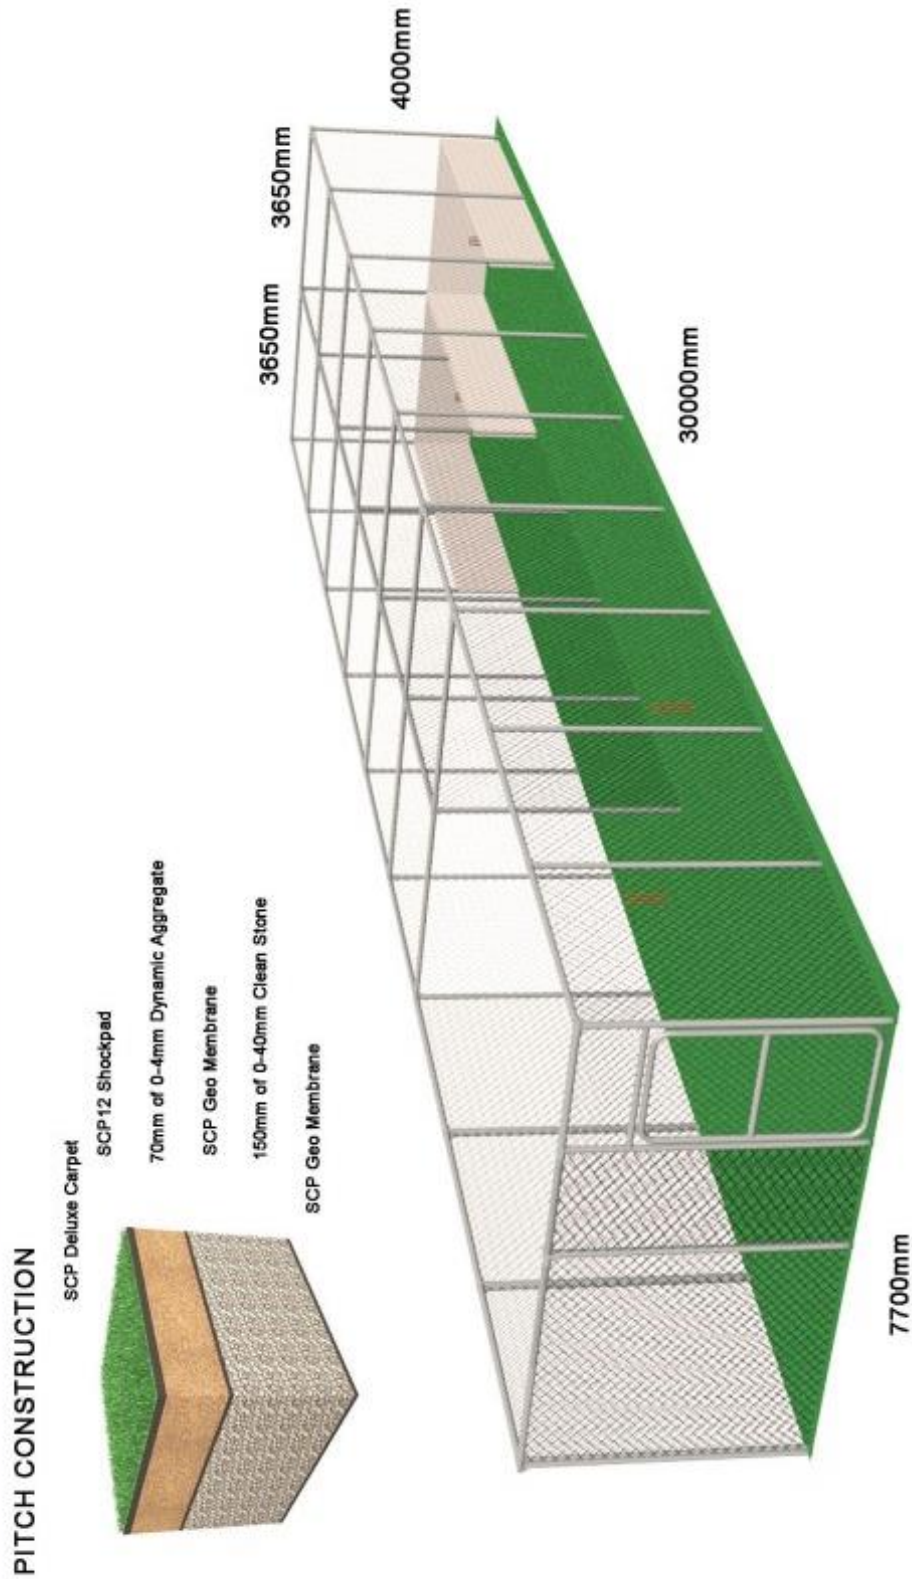 PITCH CONSTRUCTION
SCP Deluxe Carpet
SCP12 Shockpad
70mm of 0-4mm Dynamic Aggregate
SCP Geo Membrane
150mm of 0-40mm Clean Stone
SCP Geo Membrane
3650mm
3650mm
4000mm
30000mm
7700mm